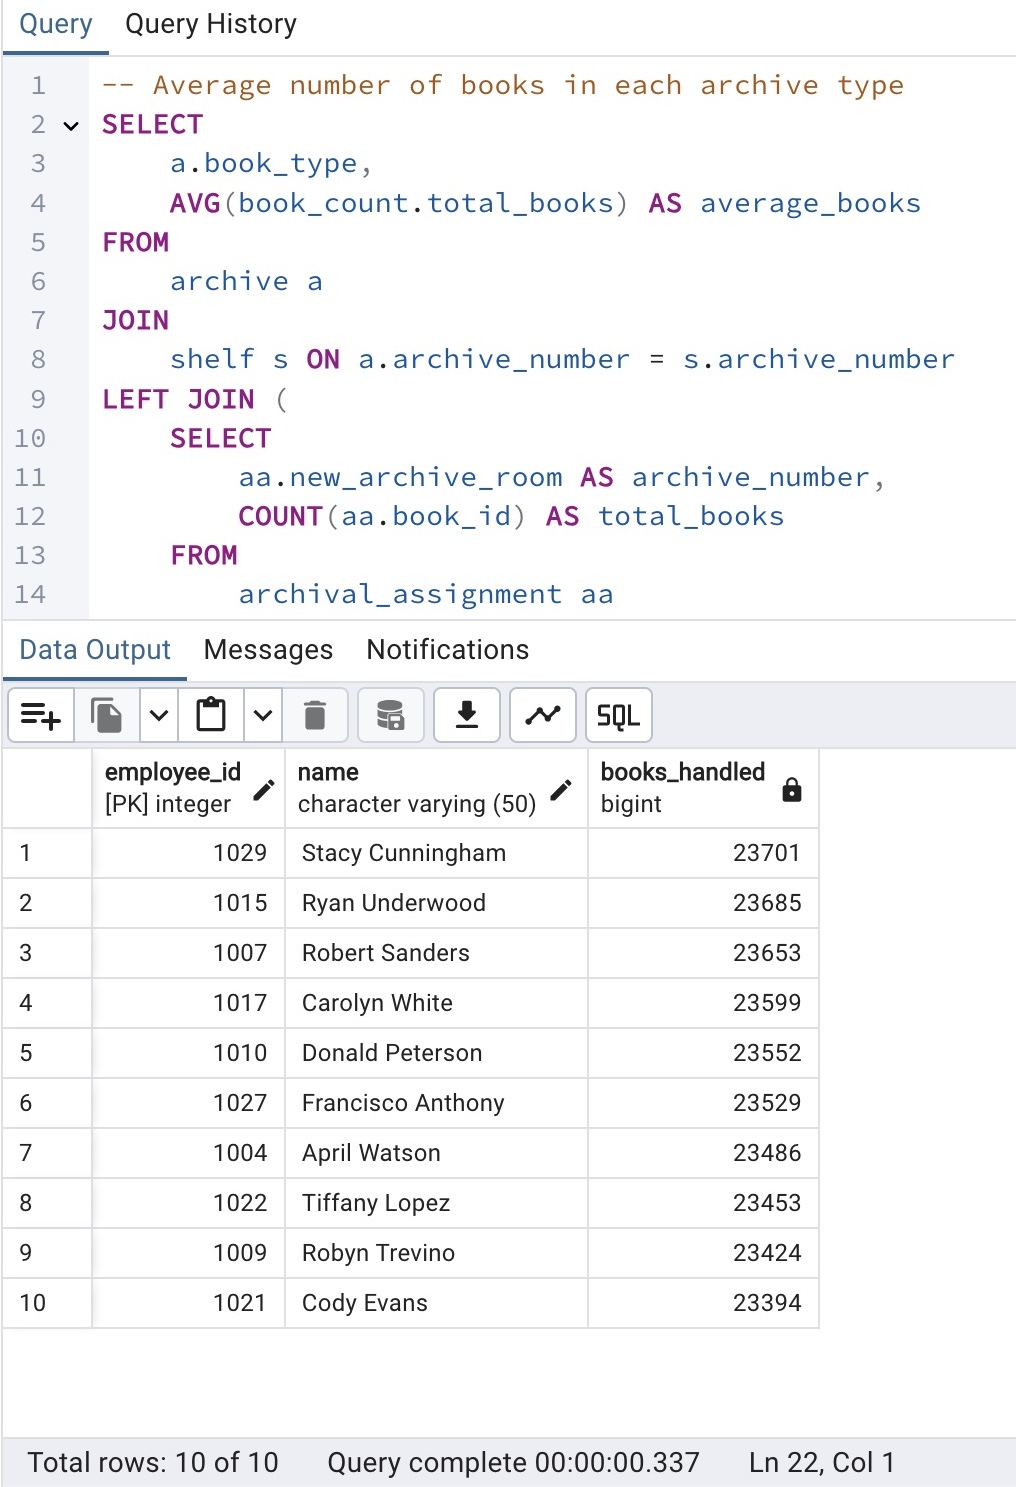 Query Query History
1 -- Average number of books in each archive type
2 SELECT
3 a.book_type,
4 AVG(book_count.total_books) AS average_books
5 FROM
6 archive a
7 JOIN
8 shelf s ON a.archive_number = s.archive_number
9 LEFT JOIN (
10 SELECT
11 aa.new_archive_room AS archive_number,
12 COUNT(aa.book_id) AS total_books
13 FROM
14 archival_assignment aa
Data Output Messages Notifications
SQL
employee_id name books_handled
[PK] integer character varying (50) bigint
1 1029 Stacy Cunningham 23701
2 1015 Ryan Underwood 23685
3 1007 Robert Sanders 23653
4 1017 Carolyn White 23599
5 1010 Donald Peterson 23552
6 1027 Francisco Anthony 23529
7 1004 April Watson 23486
8 1022 Tiffany Lopez 23453
9 1009 Robyn Trevino 23424
10 1021 Cody Evans 23394
Total rows: 10 of 10 Query complete 00:00:00.337 Ln 22, Col 1